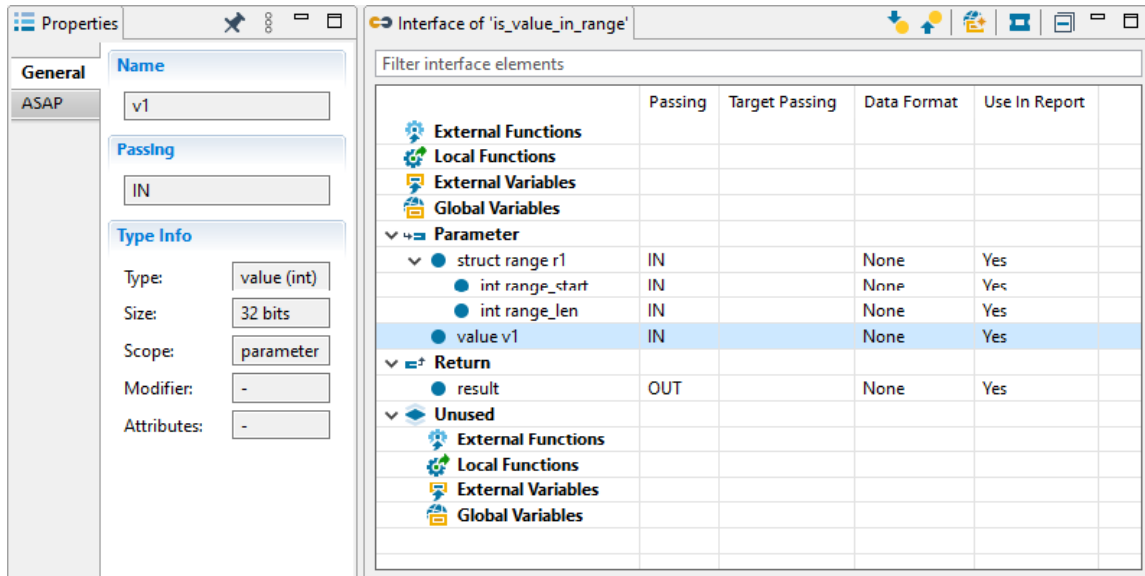 Properties
General
ASAP
Name
v1
Passing
IN
Type Info
Type: value (int)
Size: 32 bits
Scope: parameter
Modifier: -
Attributes: -
Interface of 'is_value_in_range'
Filter interface elements
Passing Target Passing Data Format Use In Report
External Functions
Local Functions
External Variables
Global Variables
Parameter
struct range r1 IN None Yes
int range_start IN None Yes
int range_len IN None Yes
value v1 IN None Yes
Return
result OUT None Yes
Unused
External Functions
Local Functions
External Variables
Global Variables